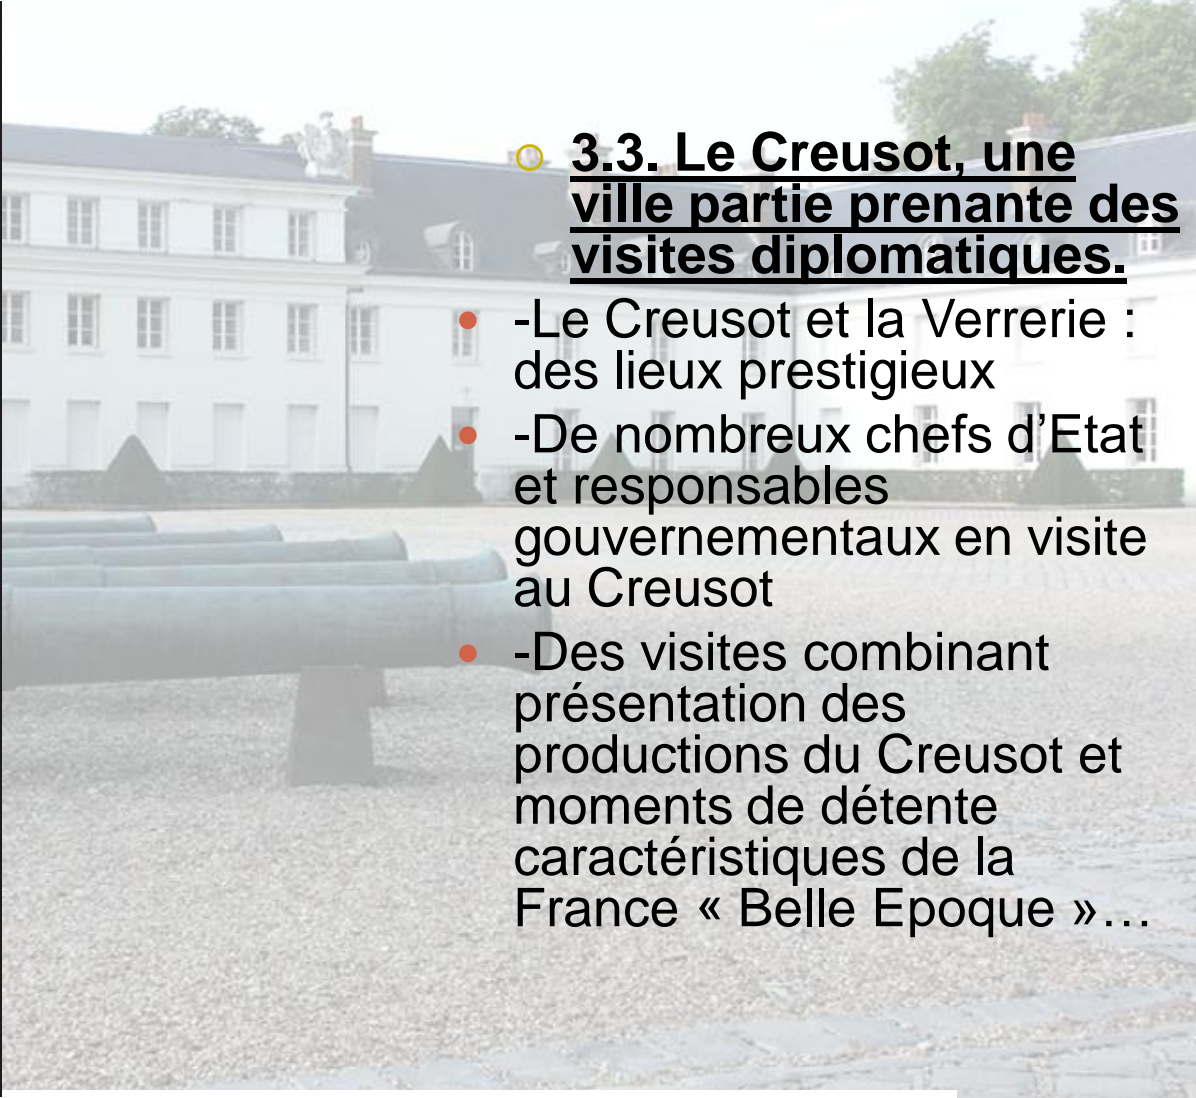 3.3. Le Creusot, une
ville partie prenante des
visites diplomatiques.
-Le Creusot et la Verrerie :
des lieux prestigieux
-De nombreux chefs d’Etat
et responsables
gouvernementaux en visite
au Creusot
-Des visites combinant
présentation des
productions du Creusot et
moments de détente
caractéristiques de la
France « Belle Epoque »…